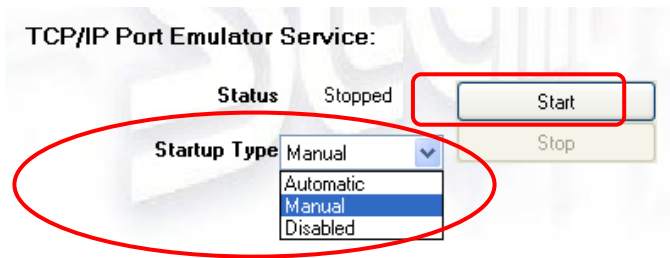 TCP/IP Port Emulator Service:
Status Stopped Start
Startup Type Manual Stop
Automatic
Manual
Disabled